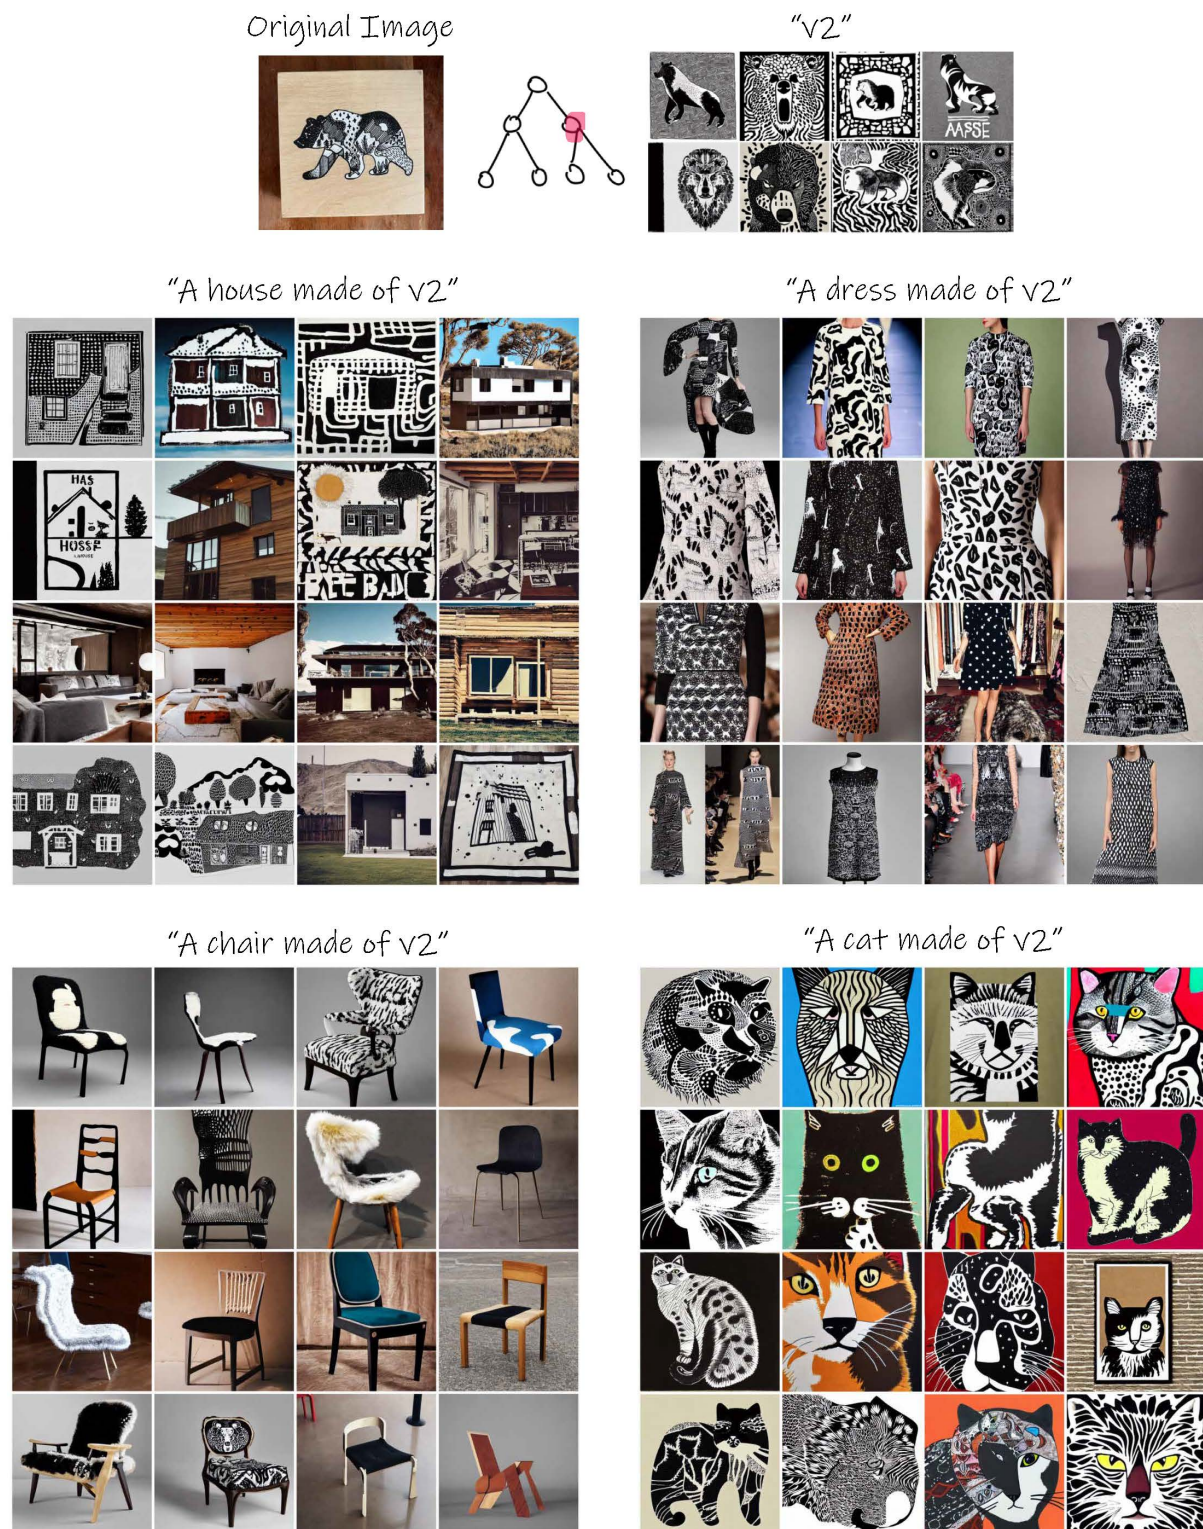 Original Image
"v2"
AASSE
"A house made of v2"
"A dress made of v2"
HAS
HOSSR
"A chair made of v2"
"A cat made of v2"